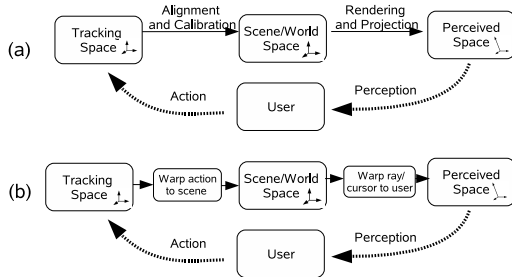 Alignment
and Calibration
Rendering
and Projection
(a)
Tracking
Space
Scene/World
Space
Perceived
Space
Action
User
Perception
(b)
Tracking
Space
Warp action
to scene
Scene/World
Space
Warp ray/
cursor to user
Perceived
Space
Action
User
Perception